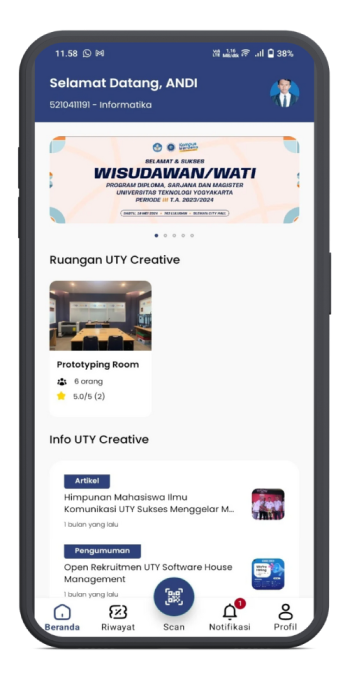 11.58
38%
Selamat Datang, ANDI
5210411191 - Informatika
SELAMAT & SUKSES
WISUDAWAN/WATI
PROGRAM DIPLOMA, SARJANA DAN MAGISTER
UNIVERSITAS TEKNOLOGI YOGYAKARTA
PERIODE III T.A. 2023/2024
Ruangan UTY Creative
Prototyping Room
6 orang
5.0/5 (2)
Info UTY Creative
Artikel
Himpunan Mahasiswa Ilmu
Komunikasi UTY Sukses Menggelar M...
1 bulan yang lalu
Pengumuman
Open Rekruitmen UTY Software House
Management
1 bulan yang lalu
1
Beranda Riwayat Scan Notifikasi Profil